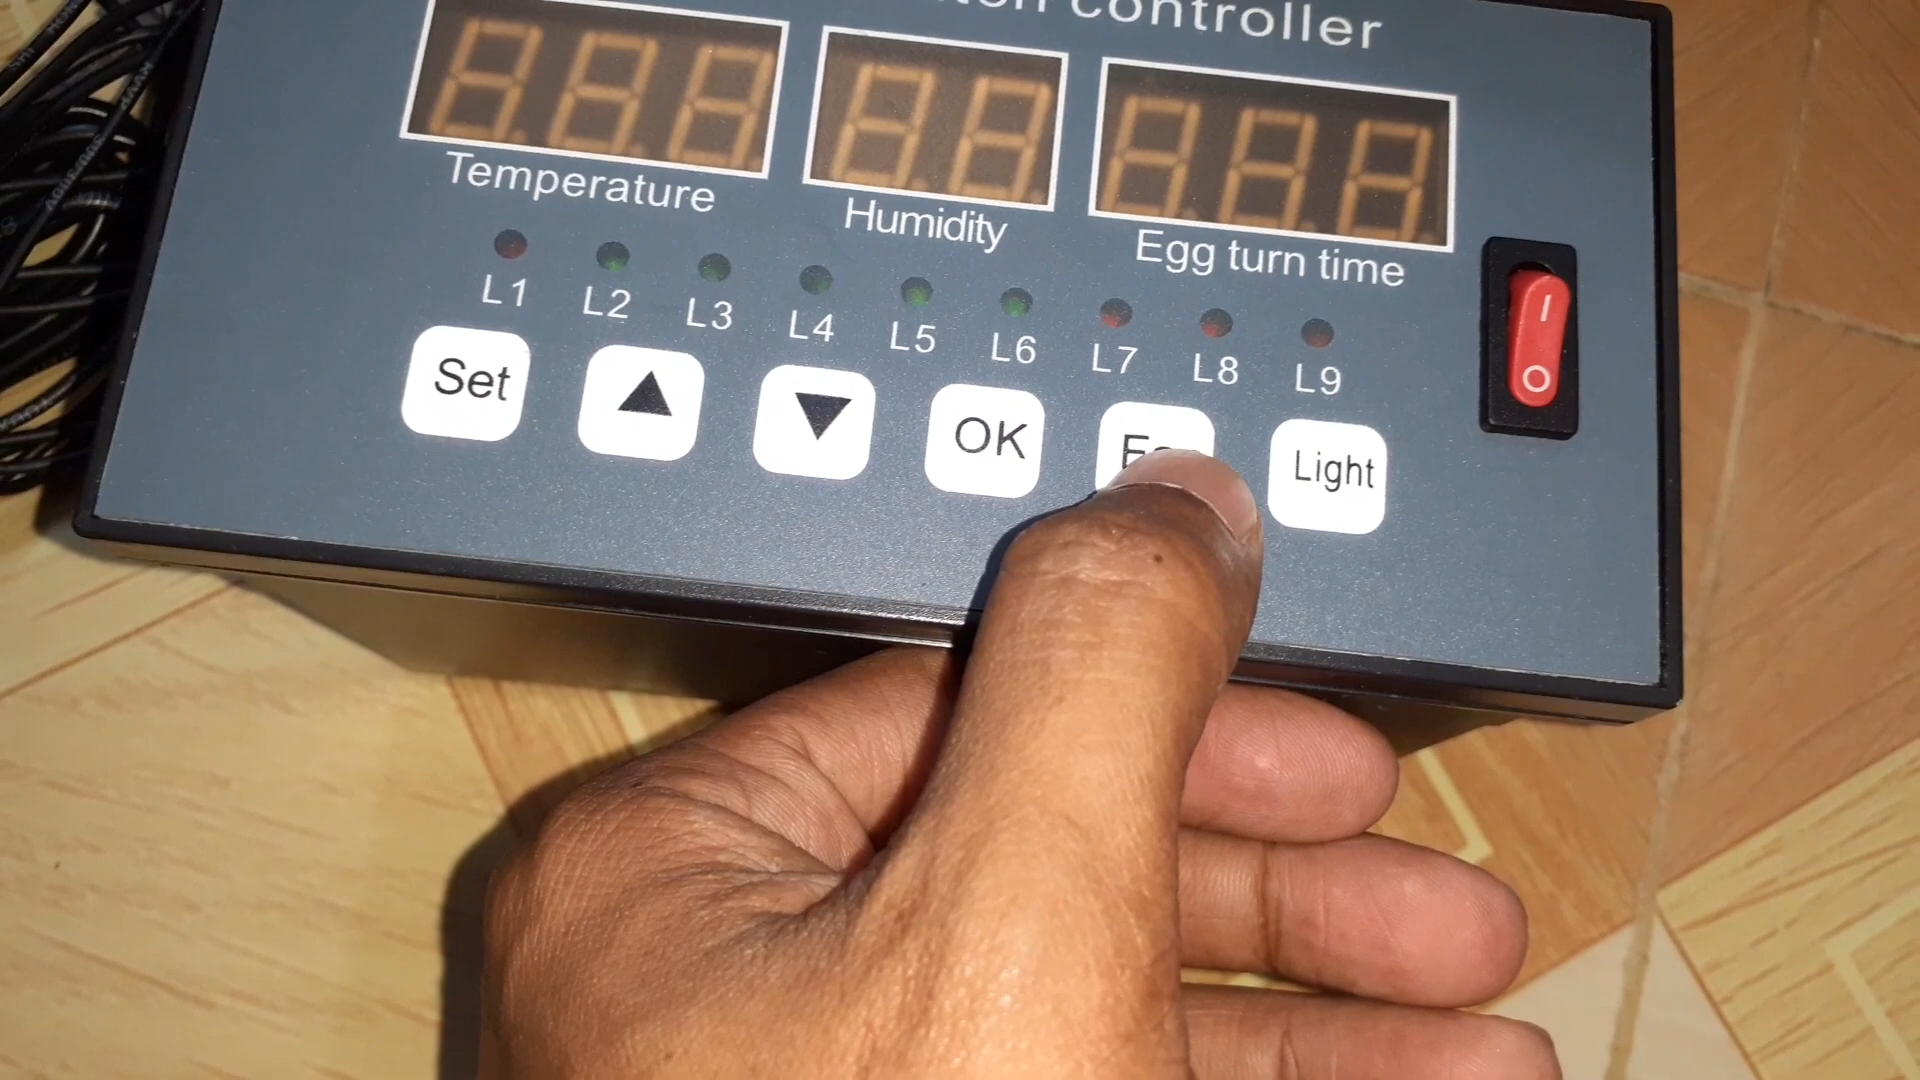 controller
Temperature
Humidity
Egg turn time
L1 L2 L3 L4 L5 L6 L7 L8 L9
Set ▲ ▼ OK Light
I
O